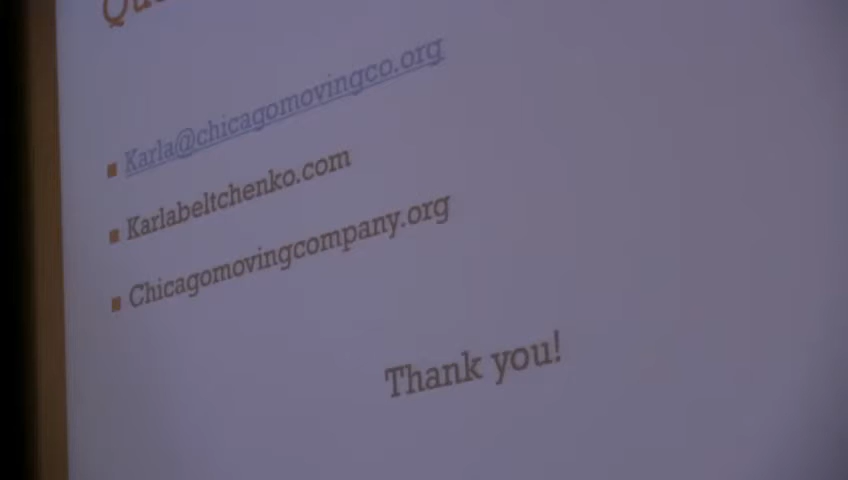 Karla@chicagomovingco.org
Karlabeltchenko.com
Chicagomovingcompany.org
Thank you!